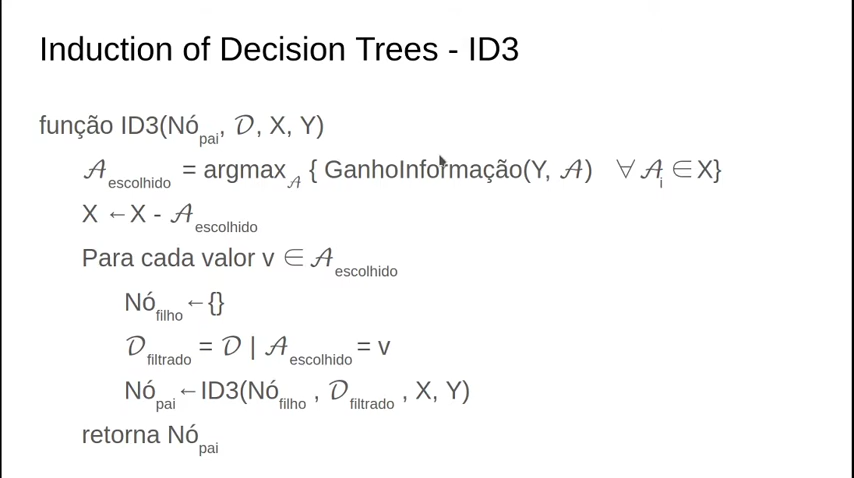 Induction of Decision Trees - ID3
função ID3(Nó_pai, 𝒟, X, Y)
𝒜_escolhido = argmax_𝒜 { GanhoInformação(Y, 𝒜) ∀ 𝒜_i ∈ X}
X ← X - 𝒜_escolhido
Para cada valor v ∈ 𝒜_escolhido
Nó_filho ← {}
𝒟_filtrado = 𝒟 | 𝒜_escolhido = v
Nó_pai ← ID3(Nó_filho , 𝒟_filtrado , X, Y)
retorna Nó_pai